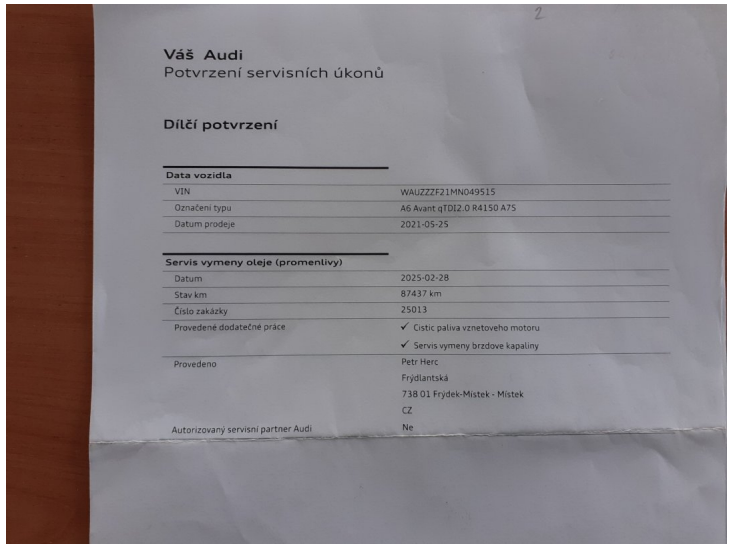 2
Váš Audi
Potvrzení servisních úkonů
Dílčí potvrzení
Data vozidla
VIN WAUZZZF21MN049515
Označení typu A6 Avant qTDI2.0 R4150 A7S
Datum prodeje 2021-05-25
Servis vymeny oleje (promenlivy)
Datum 2025-02-28
Stav km 87437 km
Číslo zakázky 25013
Provedené dodatečné práce ✓ Cistic paliva vznetoveho motoru
✓ Servis vymeny brzdove kapaliny
Provedeno Petr Herc
Frýdlantská
738 01 Frýdek-Místek - Místek
CZ
Autorizovaný servisní partner Audi Ne